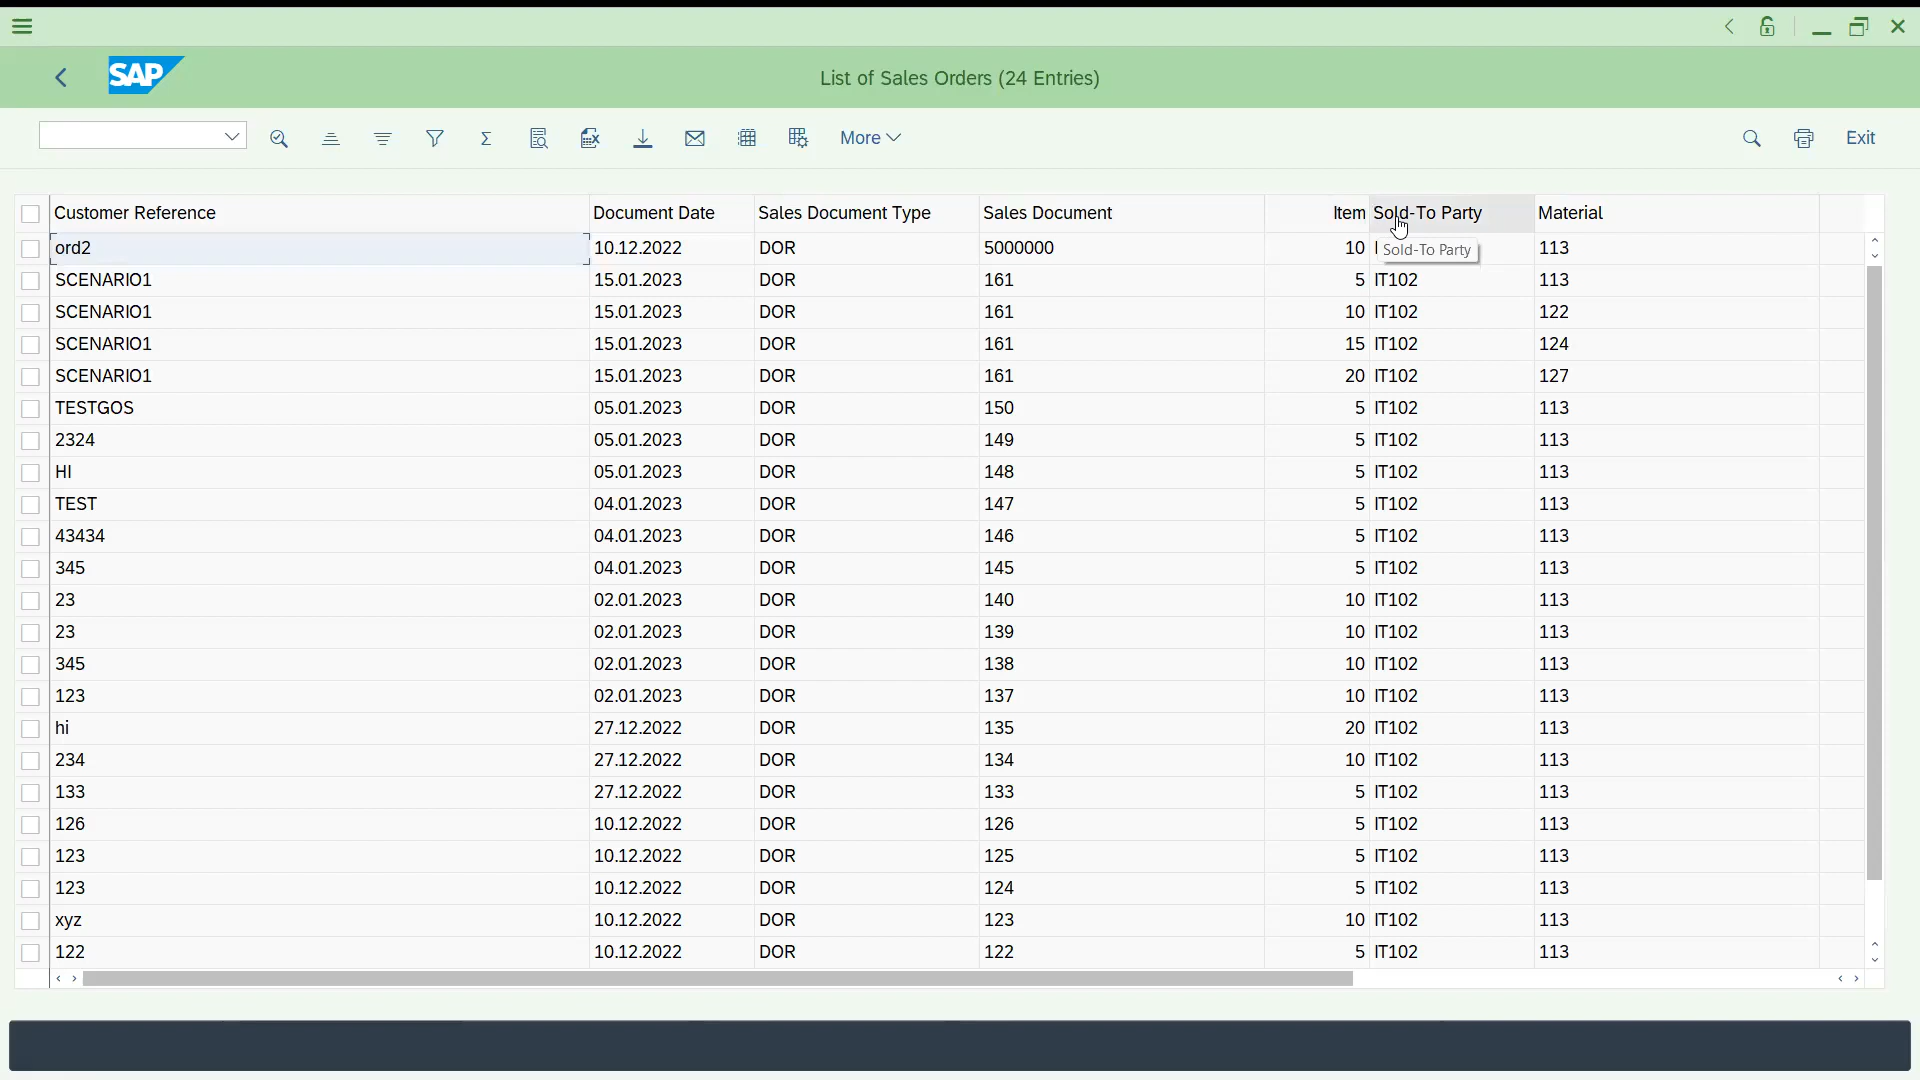 SAP
List of Sales Orders (24 Entries)
More
Exit
Customer Reference Document Date Sales Document Type Sales Document Item Sold-To Party Material
ord2 10.12.2022 DOR 5000000 10 113
Sold-To Party
SCENARIO1 15.01.2023 DOR 161 5 IT102 113
SCENARIO1 15.01.2023 DOR 161 10 IT102 122
SCENARIO1 15.01.2023 DOR 161 15 IT102 124
SCENARIO1 15.01.2023 DOR 161 20 IT102 127
TESTGOS 05.01.2023 DOR 150 5 IT102 113
2324 05.01.2023 DOR 149 5 IT102 113
HI 05.01.2023 DOR 148 5 IT102 113
TEST 04.01.2023 DOR 147 5 IT102 113
43434 04.01.2023 DOR 146 5 IT102 113
345 04.01.2023 DOR 145 5 IT102 113
23 02.01.2023 DOR 140 10 IT102 113
23 02.01.2023 DOR 139 10 IT102 113
345 02.01.2023 DOR 138 10 IT102 113
123 02.01.2023 DOR 137 10 IT102 113
hi 27.12.2022 DOR 135 20 IT102 113
234 27.12.2022 DOR 134 10 IT102 113
133 27.12.2022 DOR 133 5 IT102 113
126 10.12.2022 DOR 126 5 IT102 113
123 10.12.2022 DOR 125 5 IT102 113
123 10.12.2022 DOR 124 5 IT102 113
xyz 10.12.2022 DOR 123 10 IT102 113
122 10.12.2022 DOR 122 5 IT102 113